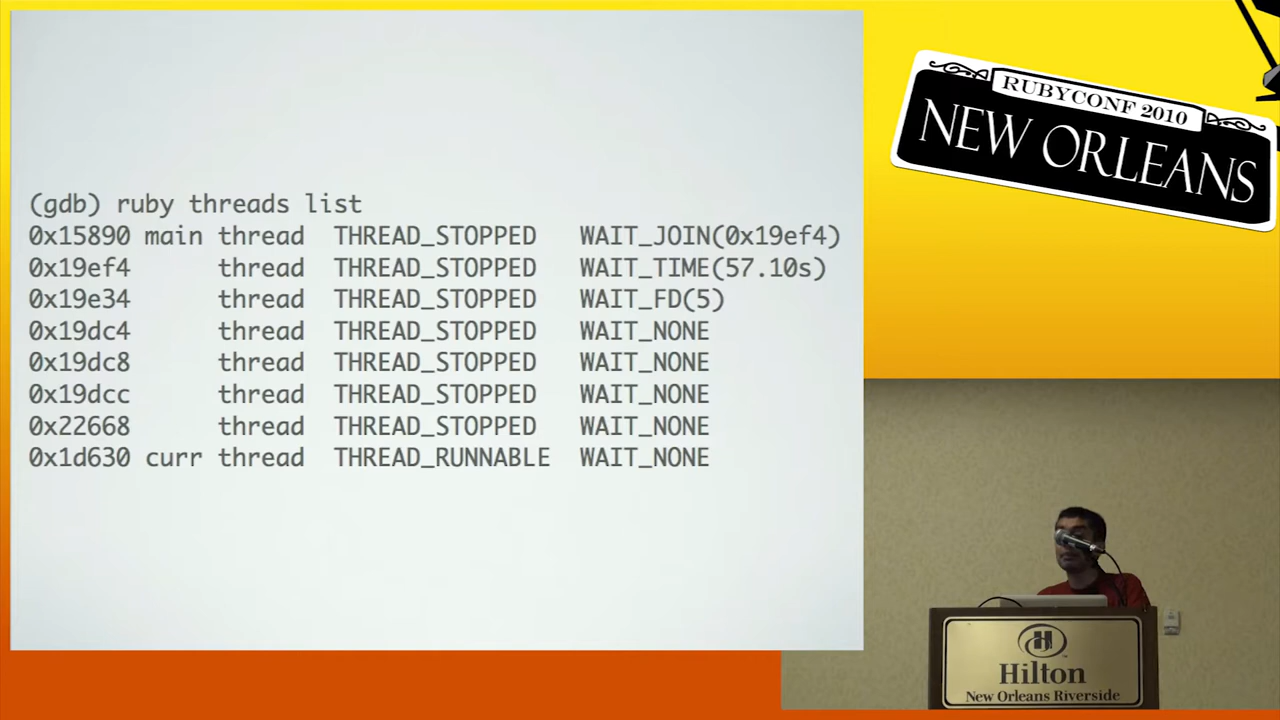 (gdb) ruby threads list
0x15890 main thread THREAD_STOPPED WAIT_JOIN(0x19ef4)
0x19ef4 thread THREAD_STOPPED WAIT_TIME(57.10s)
0x19e34 thread THREAD_STOPPED WAIT_FD(5)
0x19dc4 thread THREAD_STOPPED WAIT_NONE
0x19dc8 thread THREAD_STOPPED WAIT_NONE
0x19dcc thread THREAD_STOPPED WAIT_NONE
0x22668 thread THREAD_STOPPED WAIT_NONE
0x1d630 curr thread THREAD_RUNNABLE WAIT_NONE
RUBYCONF 2010
NEW ORLEANS
H
Hilton
New Orleans Riverside